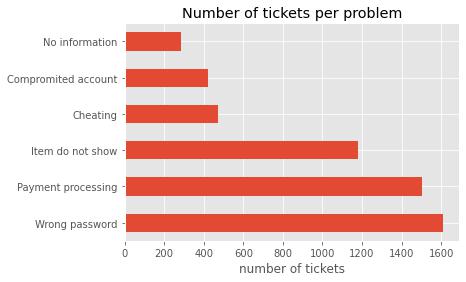 Number of tickets per problem
No information
Compromited account
Cheating
Item do not show
Payment processing
Wrong password
0 200 400 600 800 1000 1200 1400 1600
number of tickets